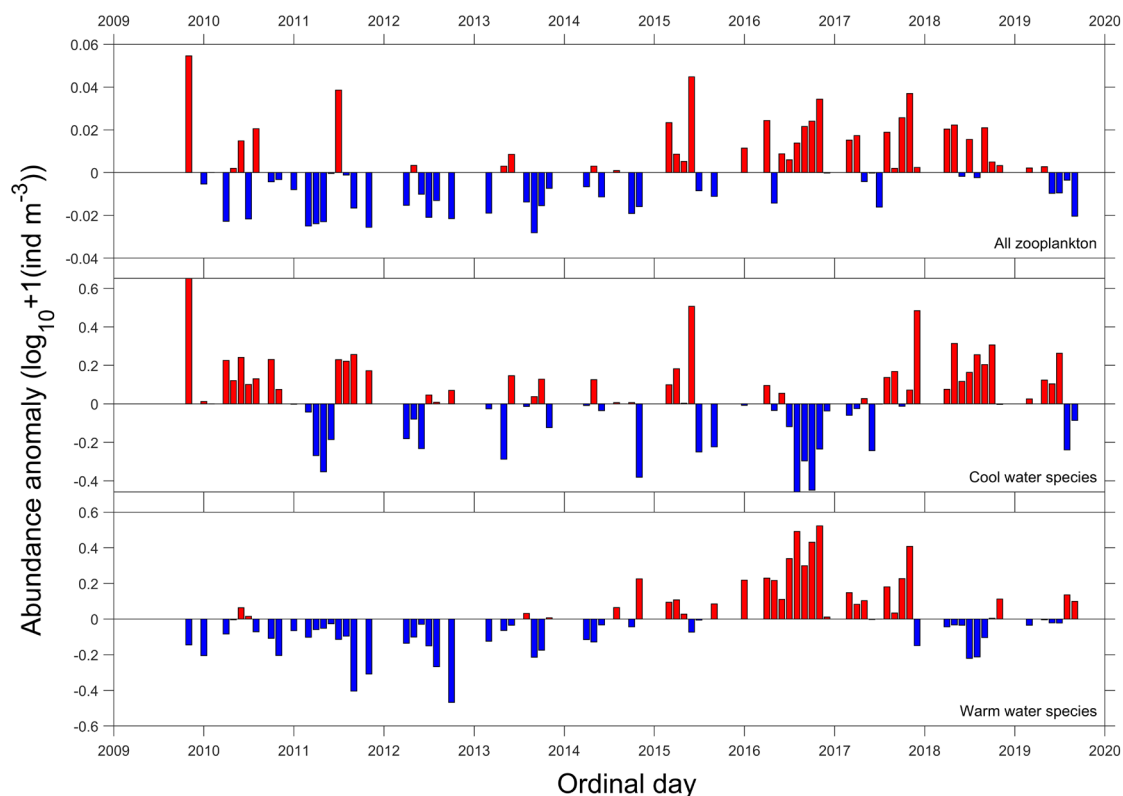 2009 2010 2011 2012 2013 2014 2015 2016 2017 2018 2019 2020
0.06
0.04
0.02
0
-0.02
-0.04
All zooplankton
0.6
0.4
0.2
0
-0.2
-0.4
Cool water species
0.6
0.4
0.2
0
-0.2
-0.4
-0.6
Warm water species
2009 2010 2011 2012 2013 2014 2015 2016 2017 2018 2019 2020
Ordinal day
Abundance anomaly (log10+1(ind m-3))